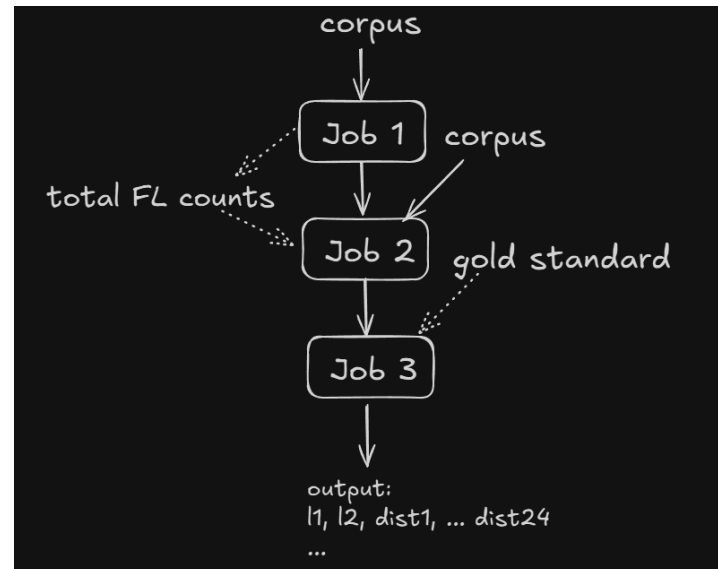 corpus
Job 1
corpus
total FL counts
Job 2
gold standard
Job 3
output:
l1, l2, dist1, ... dist24
...